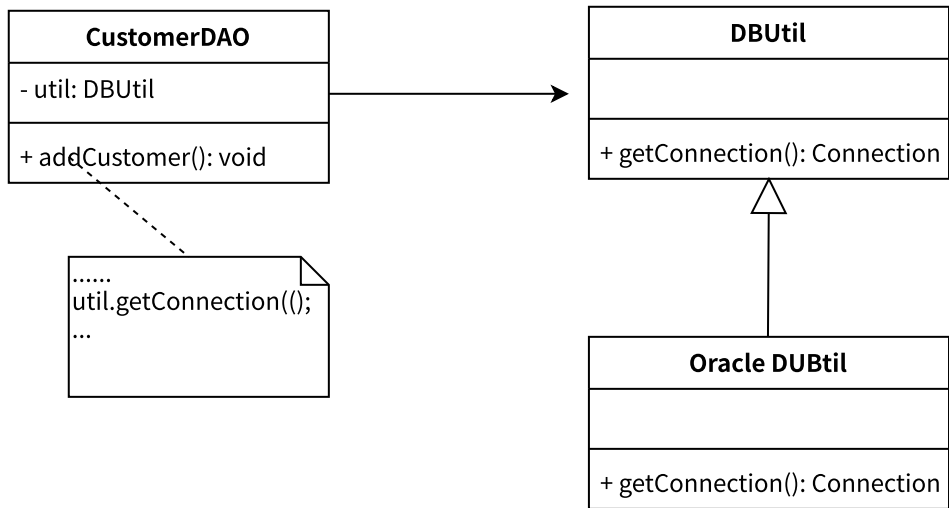 CustomerDAO
- util: DBUtil
+ addCustomer(): void
......
util.getConnection(();
...
DBUtil
+ getConnection(): Connection
Oracle DUBtil
+ getConnection(): Connection